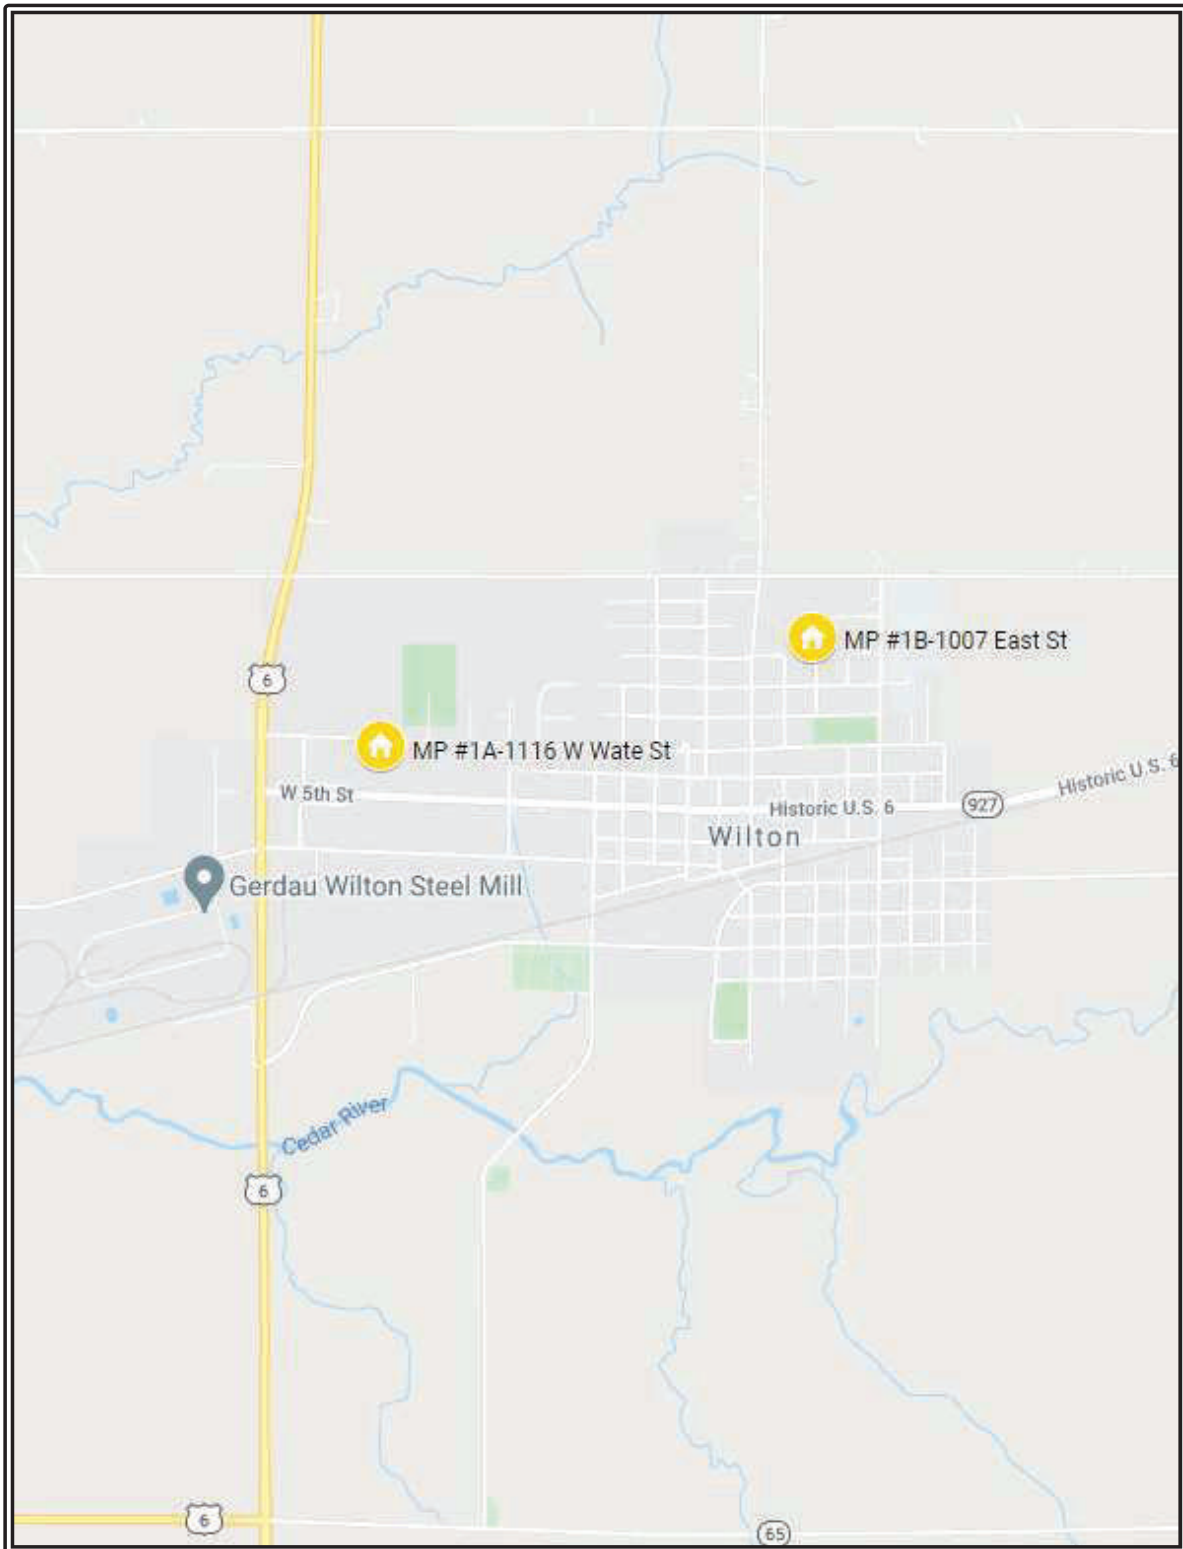 MP #1B-1007 East St
6
MP #1A-1116 W Wate St
Historic U.S. 6
W 5th St
Historic U.S. 6
927
Wilton
Gerdau Wilton Steel Mill
Cedar River
6
6
65